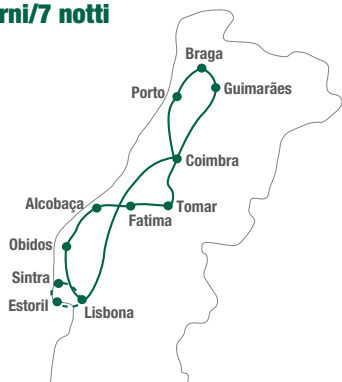 rni/7 notti
Braga
Porto
Guimarães
Coimbra
Alcobaça
Fatima
Tomar
Obidos
Sintra
Estoril
Lisbona